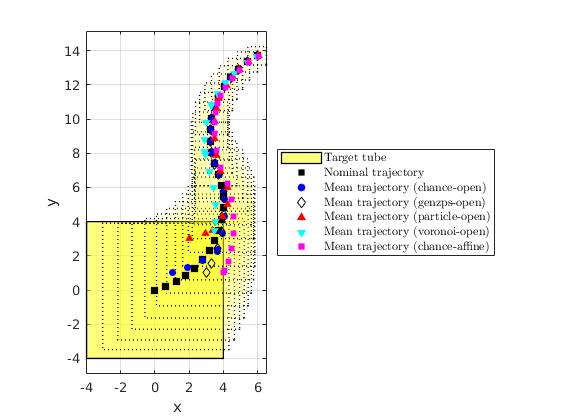 14
12
10
8
6
4
2
0
-2
-4
y
-4 -2 0 2 4 6
x
Target tube
Nominal trajectory
Mean trajectory (chance-open)
Mean trajectory (genzps-open)
Mean trajectory (particle-open)
Mean trajectory (voronoi-open)
Mean trajectory (chance-affine)